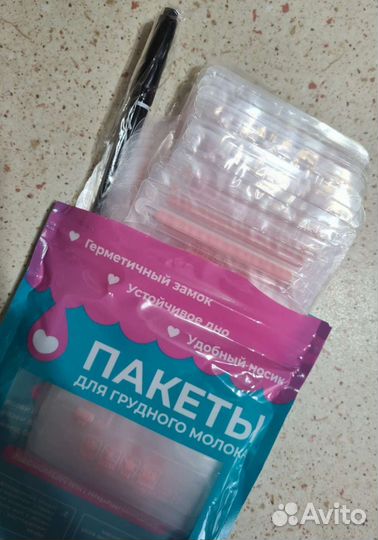 Герметичный замок
Устойчивое дно
Удобный носик
ПАКЕТЫ
ДЛЯ ГРУДНОГО МОЛОКА
Avito